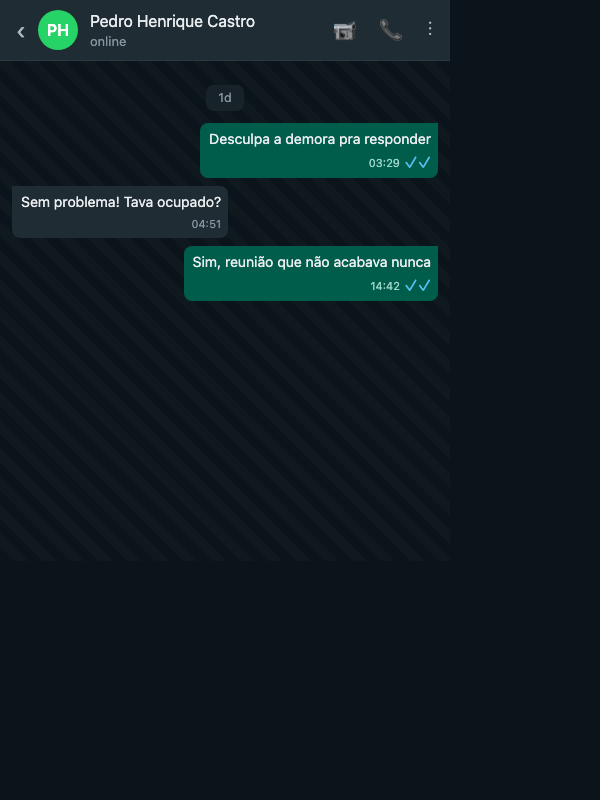 Pedro Henrique Castro
PH
online
1d
Desculpa a demora pra responder
03:29
Sem problema! Tava ocupado?
04:51
Sim, reunião que não acabava nunca
14:42